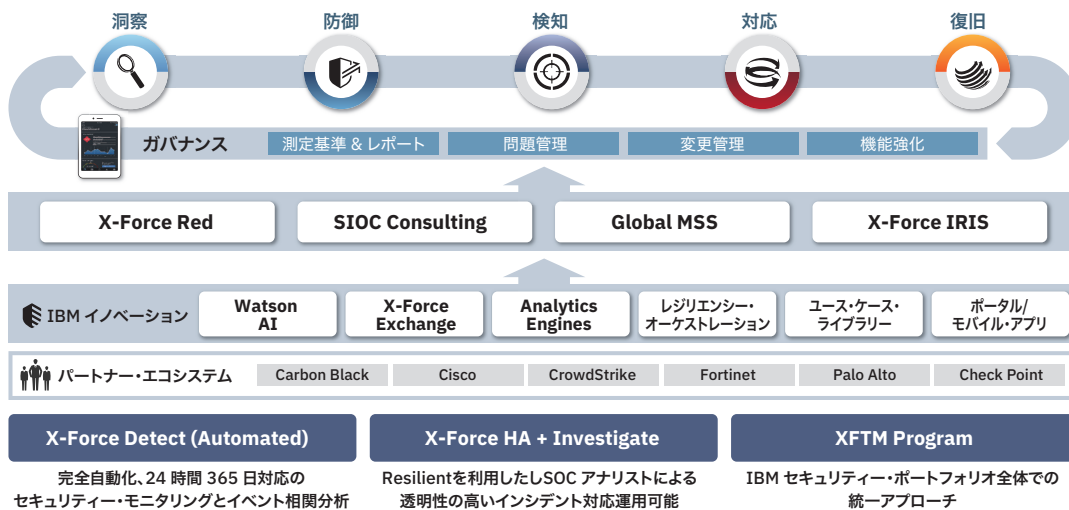 洞察
防御
検知
対応
復旧
ガバナンス
測定基準 & レポート
問題管理
変更管理
機能強化
X-Force Red
SIOC Consulting
Global MSS
X-Force IRIS
IBM イノベーション
Watson
AI
X-Force
Exchange
Analytics
Engines
レジリエンシー・
オーケストレーション
ユース・ケース・
ライブラリー
ポータル/
モバイル・アプリ
パートナー・エコシステム
Carbon Black
Cisco
CrowdStrike
Fortinet
Palo Alto
Check Point
X-Force Detect (Automated)
完全自動化、24 時間 365 日対応の
セキュリティー・モニタリングとイベント相関分析
X-Force HA + Investigate
Resilientを利用したしSOC アナリストによる
透明性の高いインシデント対応運用可能
XFTM Program
IBM セキュリティー・ポートフォリオ全体での
統一アプローチ